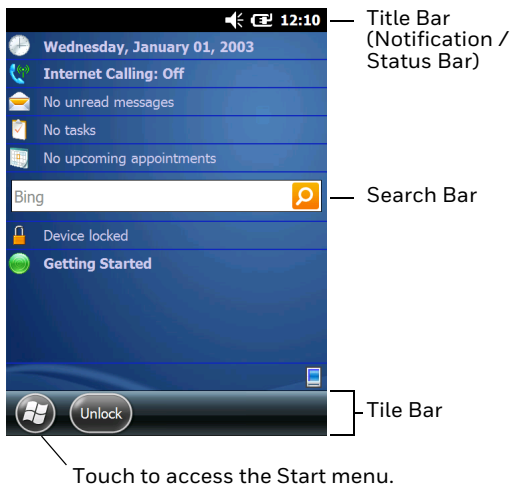 12:10
Title Bar
(Notification /
Status Bar)
Wednesday, January 01, 2003
Internet Calling: Off
No unread messages
No tasks
No upcoming appointments
Bing
Search Bar
Device locked
Getting Started
Unlock
Tile Bar
Touch to access the Start menu.